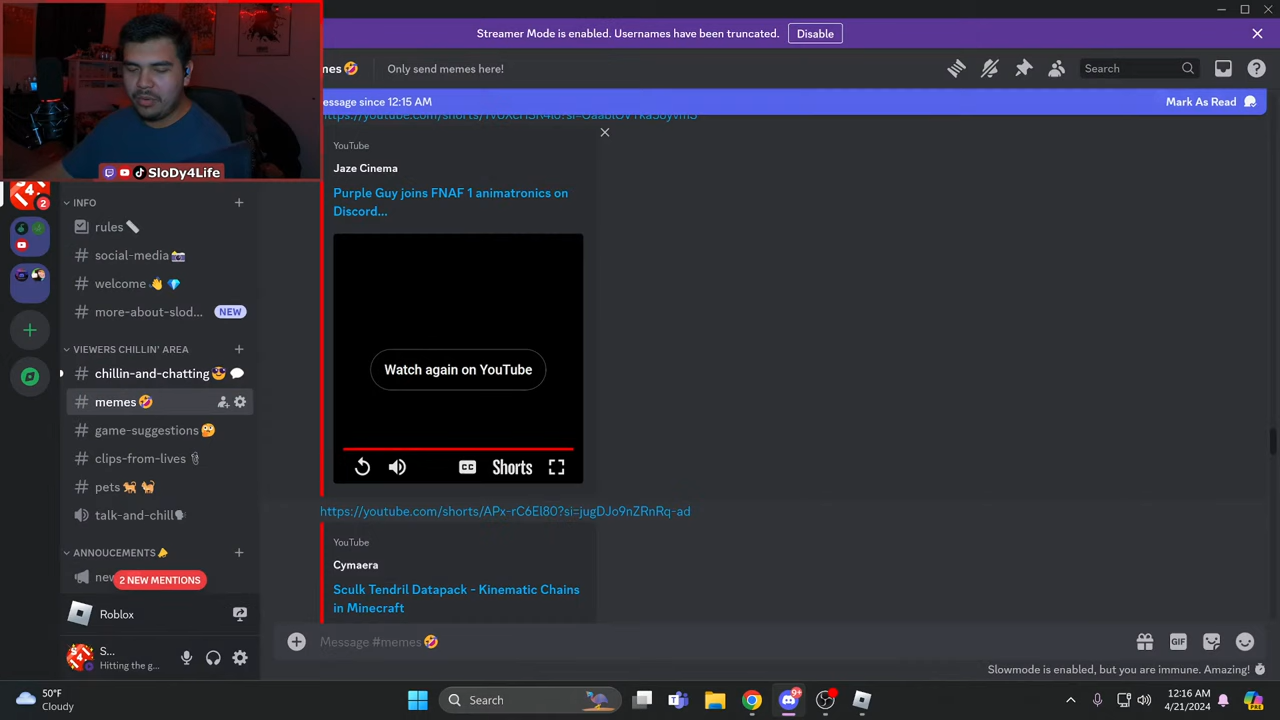 Streamer Mode is enabled. Usernames have been truncated.
Disable
mes🤣
Only send memes here!
Search
essage since 12:15 AM
Mark As Read
SloDy4Life
YouTube
Jaze Cinema
Purple Guy joins FNAF 1 animatronics on
Discord...
Watch again on YouTube
CC
Shorts
https://youtube.com/shorts/APx-rC6El80?si=jugDJo9nZRnRq-ad
YouTube
Cymaera
Sculk Tendril Datapack - Kinematic Chains
in Minecraft
Message #memes🤣
GIF
Slowmode is enabled, but you are immune. Amazing!
2
INFO
rules📏
social-media📸
welcome👋💎
more-about-slod...
NEW
VIEWERS CHILLIN' AREA
chillin-and-chatting😎💬
memes🤣
game-suggestions🤔
clips-from-lives📎
pets🐕🐈
talk-and-chill🗣
ANNOUCEMENTS📣
new
2 NEW MENTIONS
Roblox
S...
Hitting the g...
50°F
Cloudy
Search
9+
12:16 AM
4/21/2024